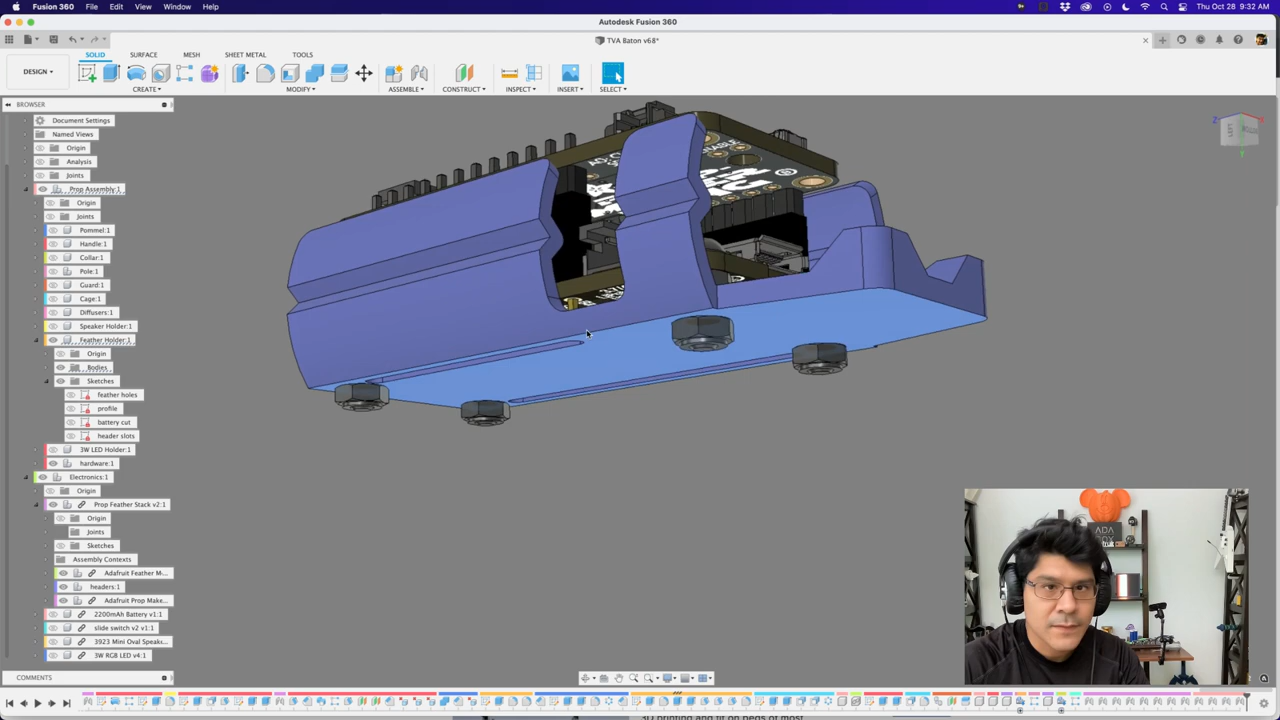 Fusion 360 File Edit View Window Help Thu Oct 28 9:32 AM
Autodesk Fusion 360
TVA Baton v68*
SOLID SURFACE MESH SHEET METAL TOOLS
DESIGN
CREATE MODIFY ASSEMBLE CONSTRUCT INSPECT INSERT SELECT
BROWSER
Document Settings
Named Views
Origin
Analysis
Joints
Prop Assembly:1
Origin
Joints
Pommel:1
Handle:1
Collar:1
Pole:1
Guard:1
Cage:1
Diffusers:1
Speaker Holder:1
Feather Holder:1
Origin
Bodies
Sketches
feather holes
profile
battery cut
header slots
3W LED Holder:1
hardware:1
Electronics:1
Origin
Prop Feather Stack v2:1
Origin
Joints
Sketches
Assembly Contexts
Adafruit Feather M...
headers:1
Adafruit Prop Make...
2200mAh Battery v1:1
slide switch v2 v1:1
3923 Mini Oval Speak...
3W RGB LED v4:1
COMMENTS
LEFT
ADA
BOX